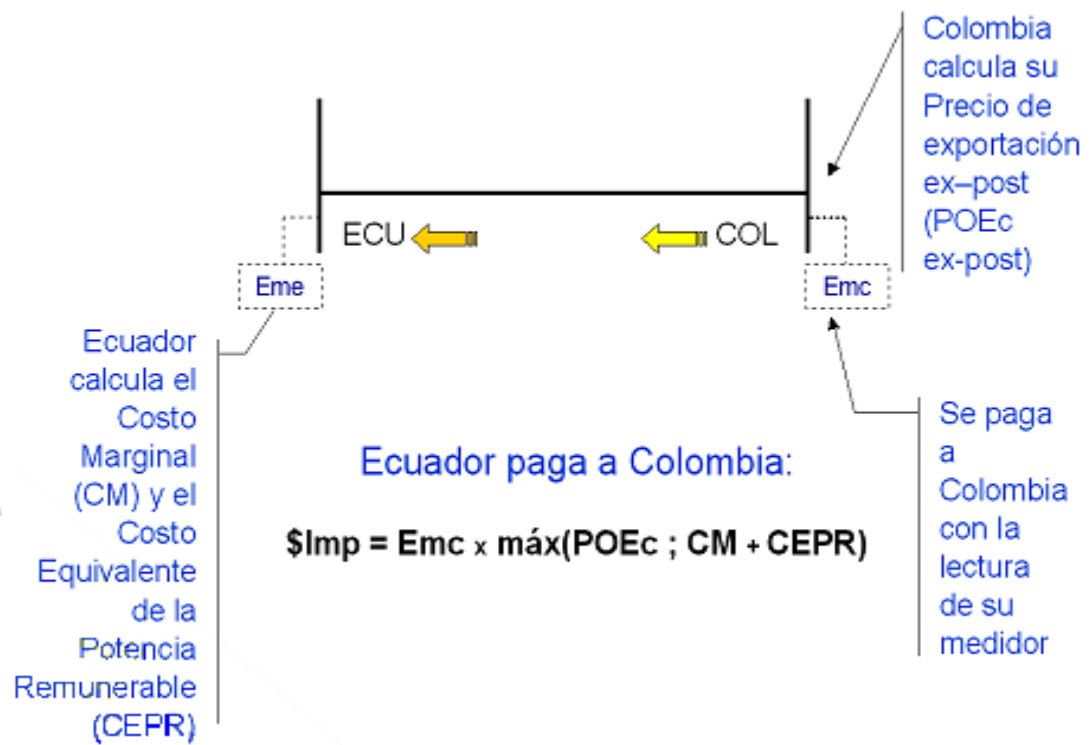 Colombia
calcula su
Precio de
exportación
ex–post
(POEc
ex-post)
ECU
COL
Eme
Emc
Ecuador
calcula el
Costo
Marginal
(CM) y el
Costo
Equivalente
de la
Potencia
Remunerable
(CEPR)
Ecuador paga a Colombia:
$Imp = Emc x máx(POEc ; CM + CEPR)
Se paga
a
Colombia
con la
lectura
de su
medidor